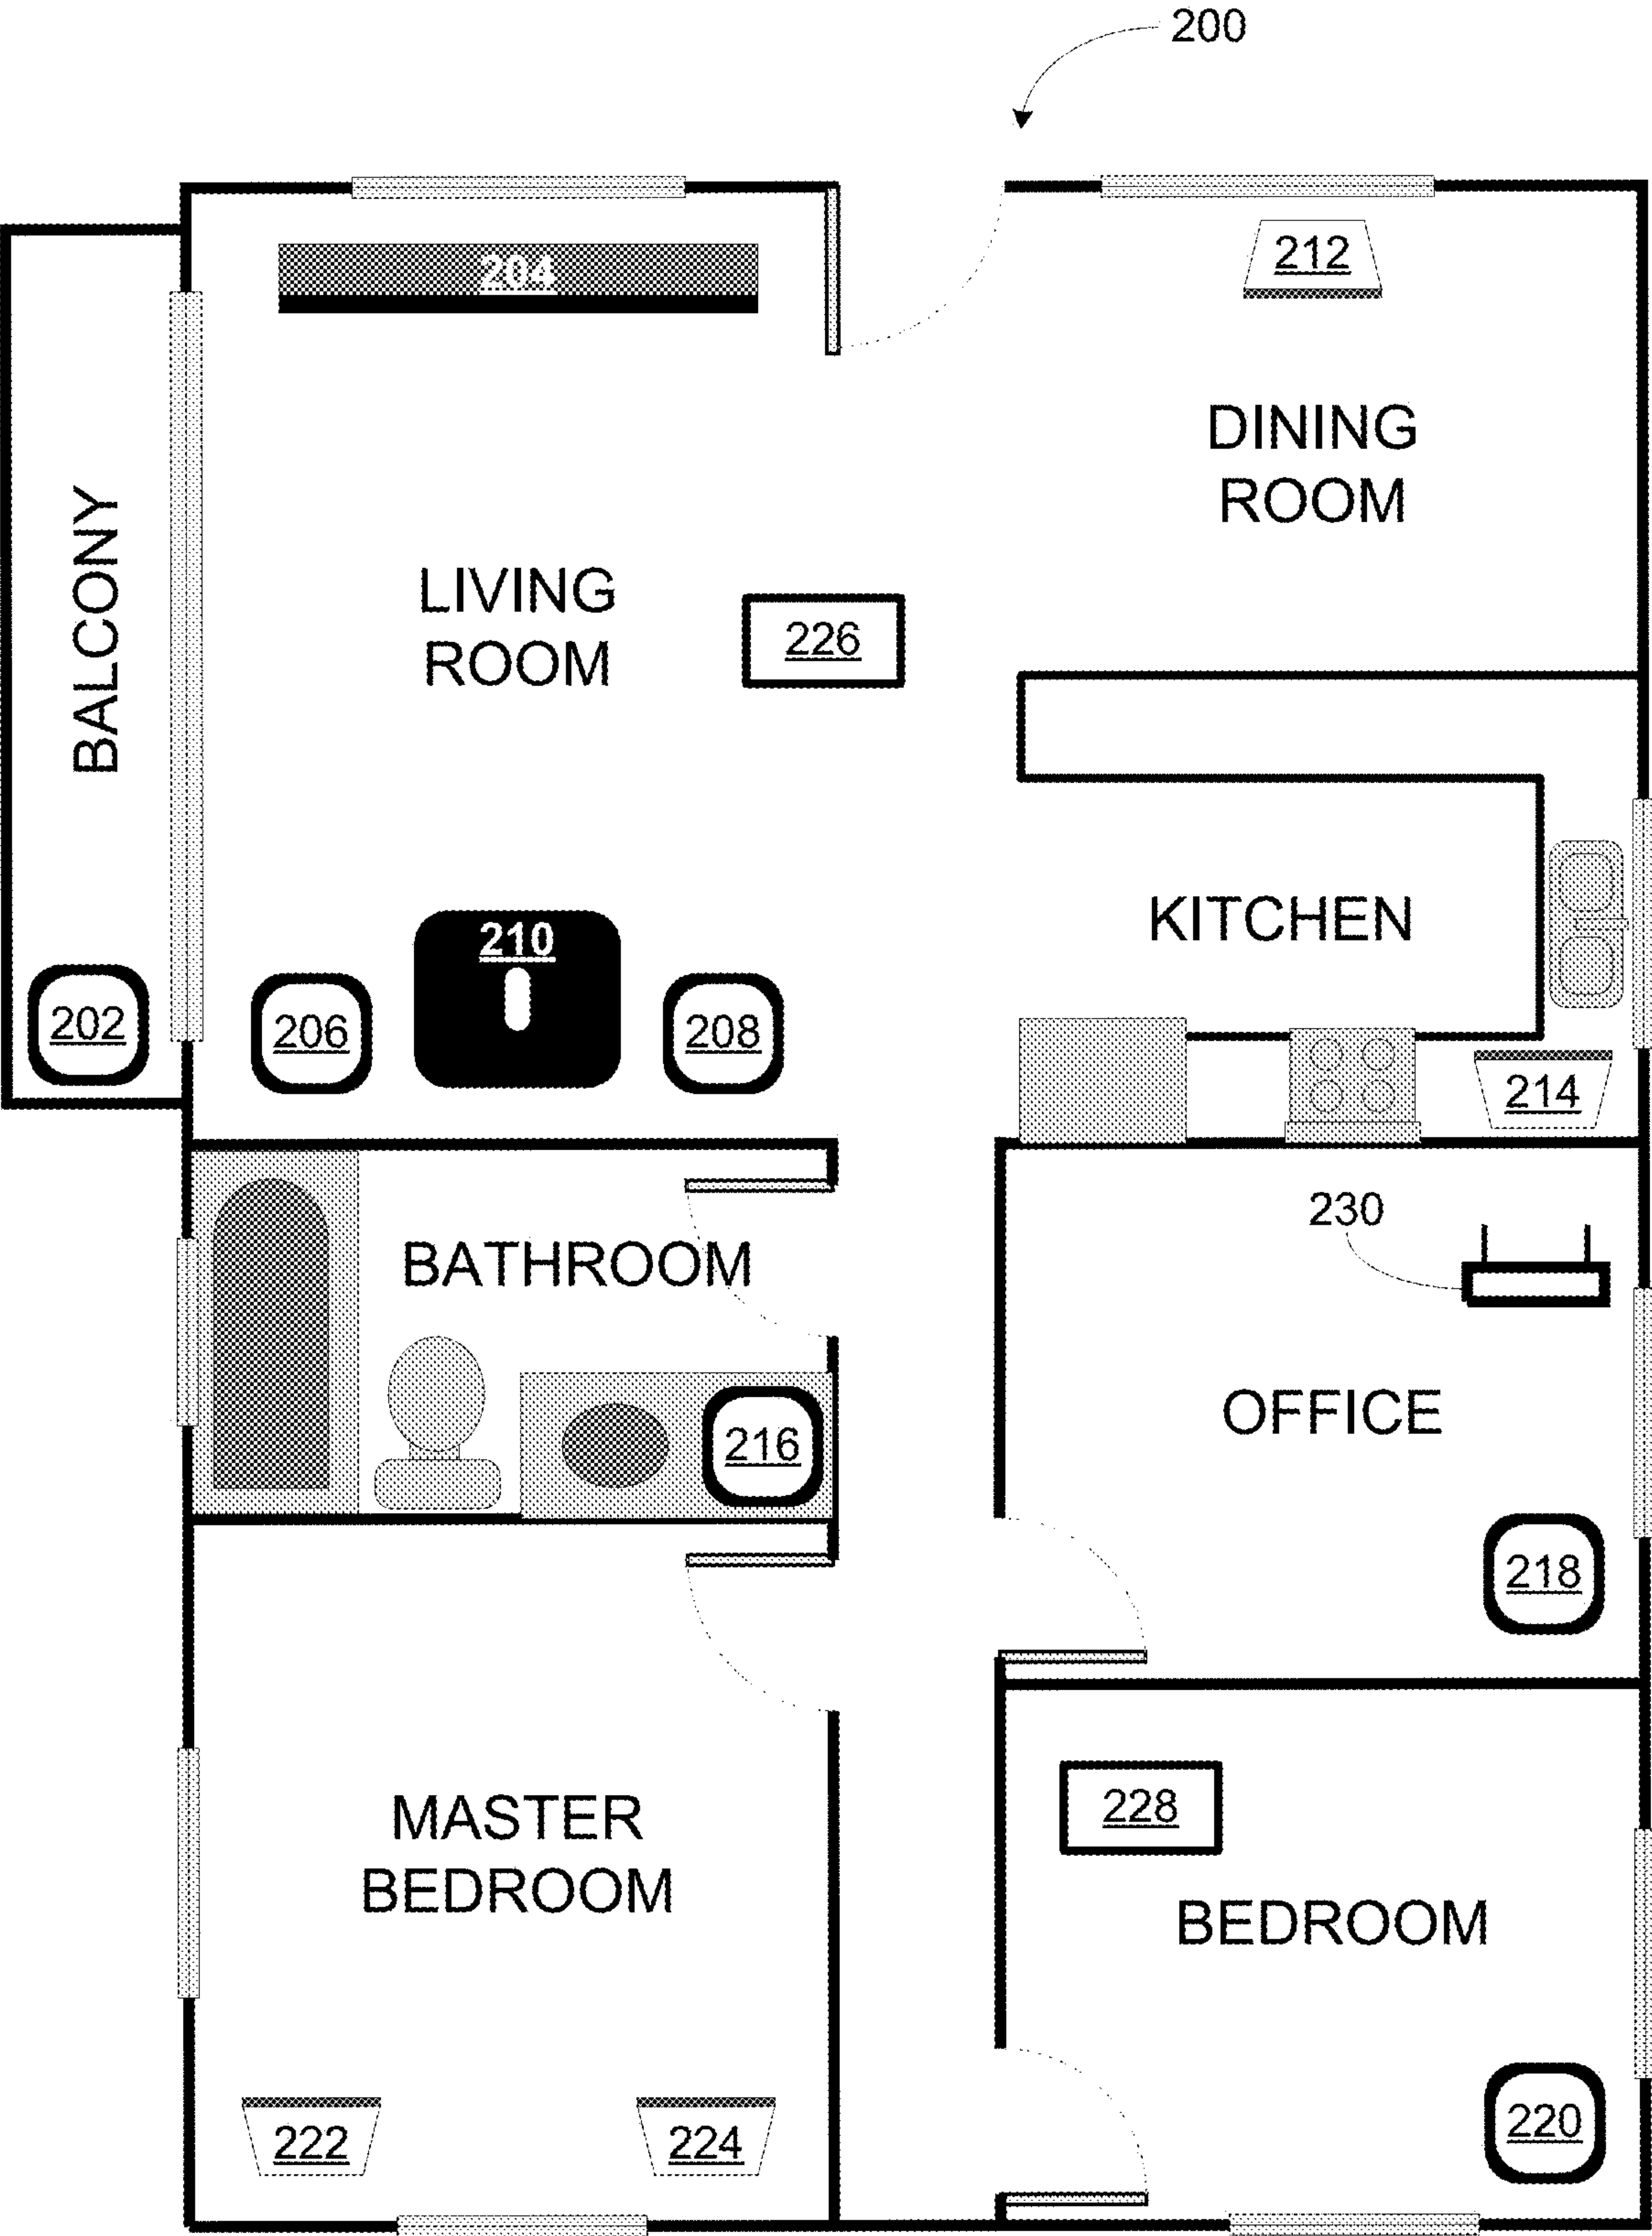 200
204
212
DINING
ROOM
BALCONY
LIVING
ROOM
226
KITCHEN
210
202
206
208
214
230
BATHROOM
OFFICE
216
218
MASTER
BEDROOM
228
BEDROOM
222
224
220